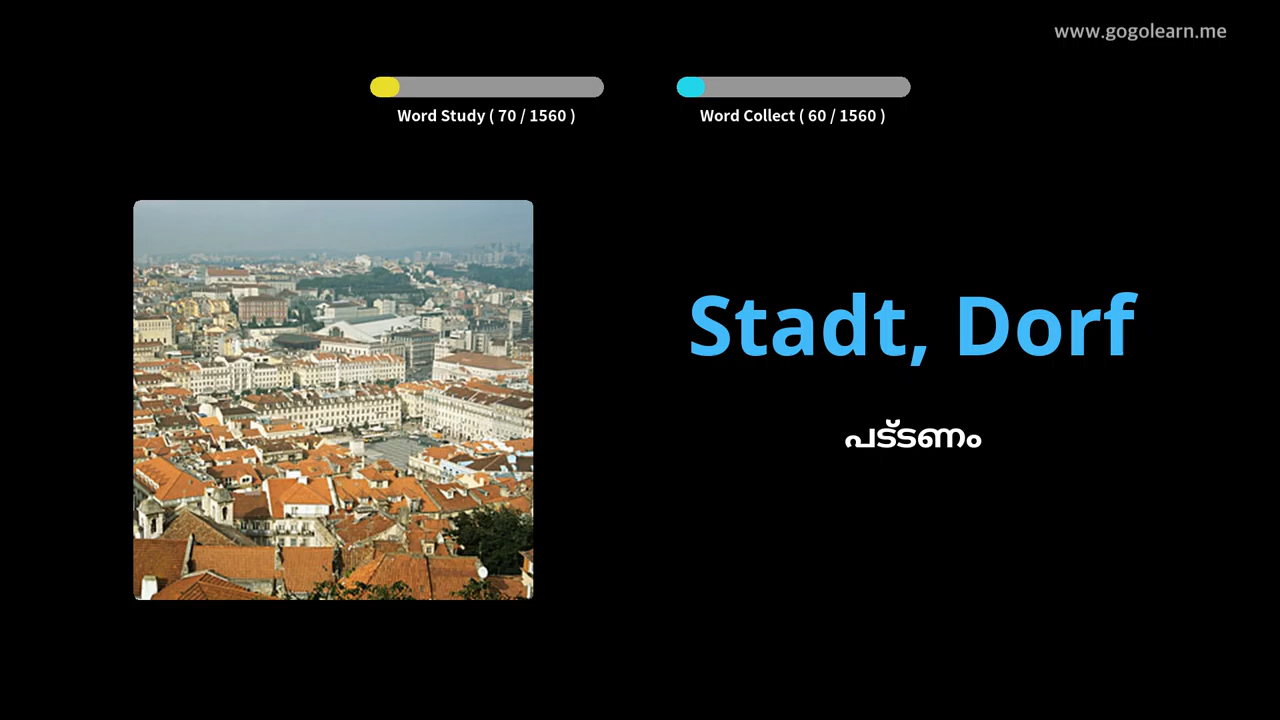 www.gogolearn.me
Word Study ( 70 / 1560 )
Word Collect ( 60 / 1560 )
Stadt, Dorf
പട്ടണം